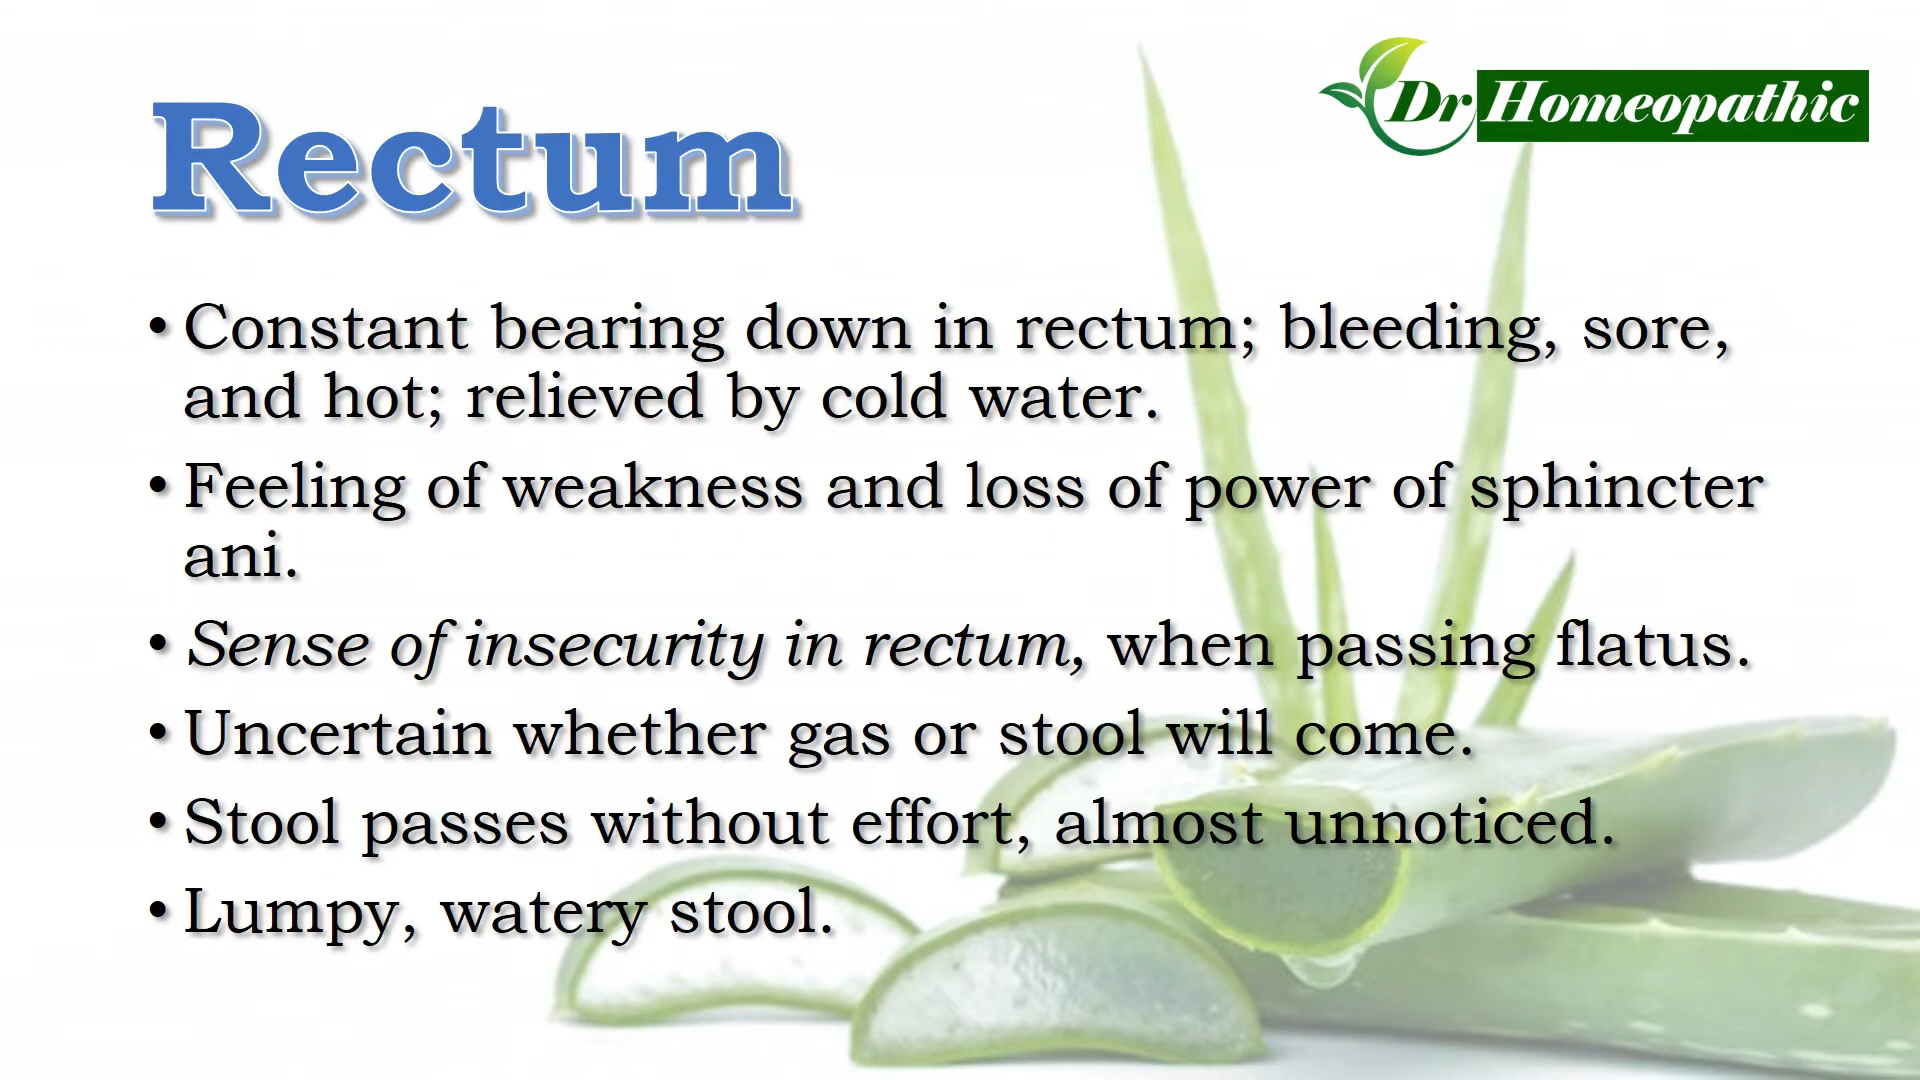 Dr Homeopathic
Rectum
• Constant bearing down in rectum; bleeding, sore,
and hot; relieved by cold water.
• Feeling of weakness and loss of power of sphincter
ani.
• Sense of insecurity in rectum, when passing flatus.
• Uncertain whether gas or stool will come.
• Stool passes without effort, almost unnoticed.
• Lumpy, watery stool.